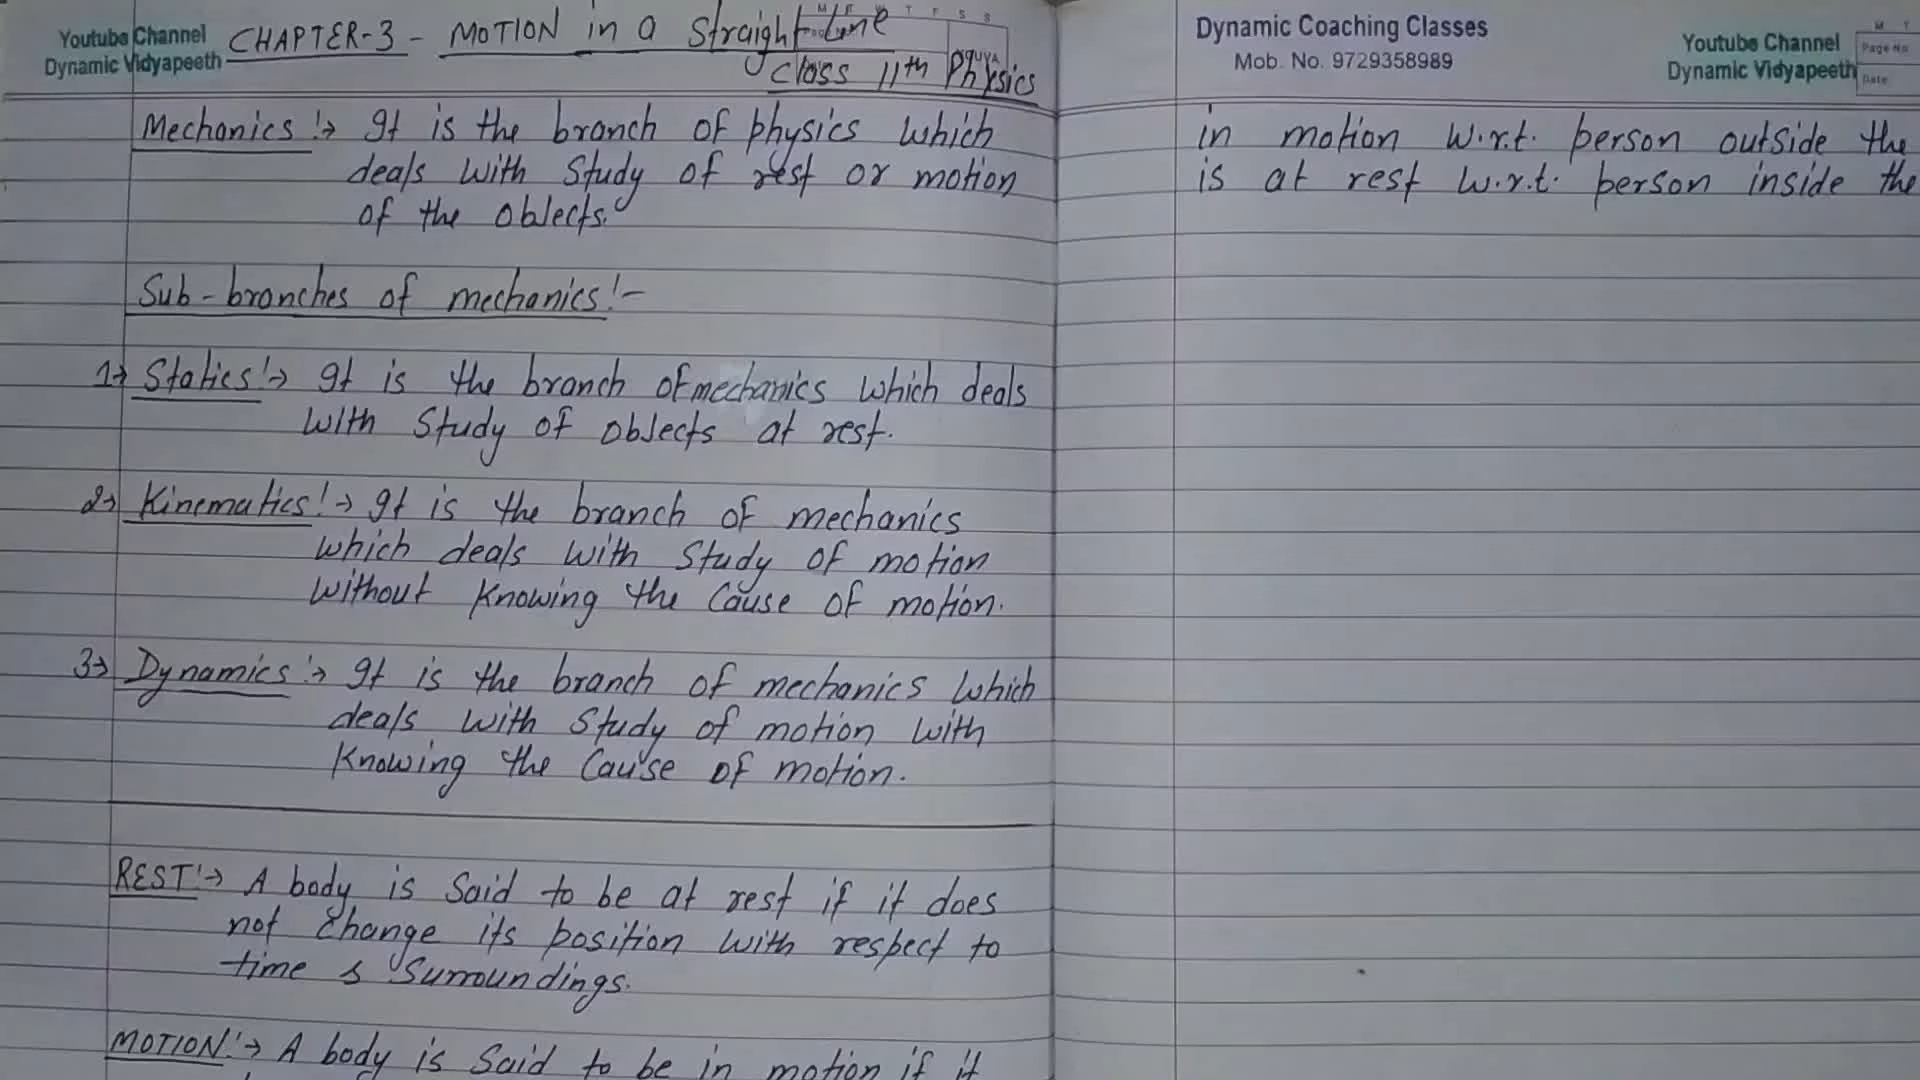 Youtube Channel
Dynamic Vidyapeeth
CHAPTER-3 - MOTION in a Straight Line
Class 11th Physics
Mechanics :→ It is the branch of physics which
deals with Study of rest or motion
of the objects.
Sub-branches of mechanics :-
1→ Statics :→ It is the branch of mechanics which deals
with Study of objects at rest.
2→ Kinematics :→ It is the branch of mechanics
which deals with Study of motion
without Knowing the Cause of motion.
3→ Dynamics :→ It is the branch of mechanics which
deals with Study of motion with
Knowing the Cause of motion.
REST :→ A body is Said to be at rest if it does
not Change its position with respect to
time & Surroundings.
MOTION :→ A body is Said to be in motion if it
Dynamic Coaching Classes
Mob. No. 9729358989
Youtube Channel
Dynamic Vidyapeeth
M T
Page No
Date
in motion w.r.t. person outside the
is at rest w.r.t. person inside the